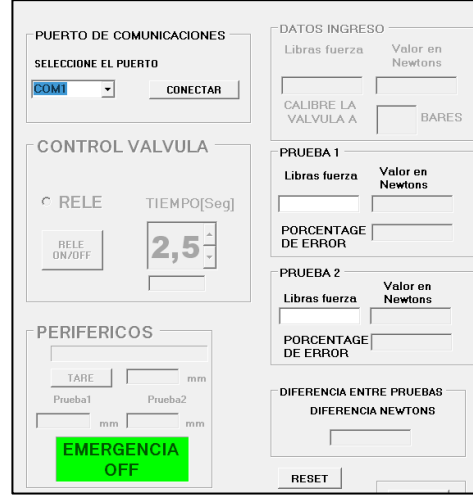 PUERTO DE COMUNICACIONES
SELECCIONE EL PUERTO
COM1
CONECTAR
CONTROL VALVULA
RELE
TIEMPO[Seg]
RELE
ON/OFF
2,5
PERIFERICOS
TARE
mm
Prueba1
Prueba2
mm
mm
EMERGENCIA
OFF
DATOS INGRESO
Libras fuerza
Valor en
Newtons
CALIBRE LA
VALVULA A
BARES
PRUEBA 1
Libras fuerza
Valor en
Newtons
PORCENTAGE
DE ERROR
PRUEBA 2
Libras fuerza
Valor en
Newtons
PORCENTAGE
DE ERROR
DIFERENCIA ENTRE PRUEBAS
DIFERENCIA NEWTONS
RESET